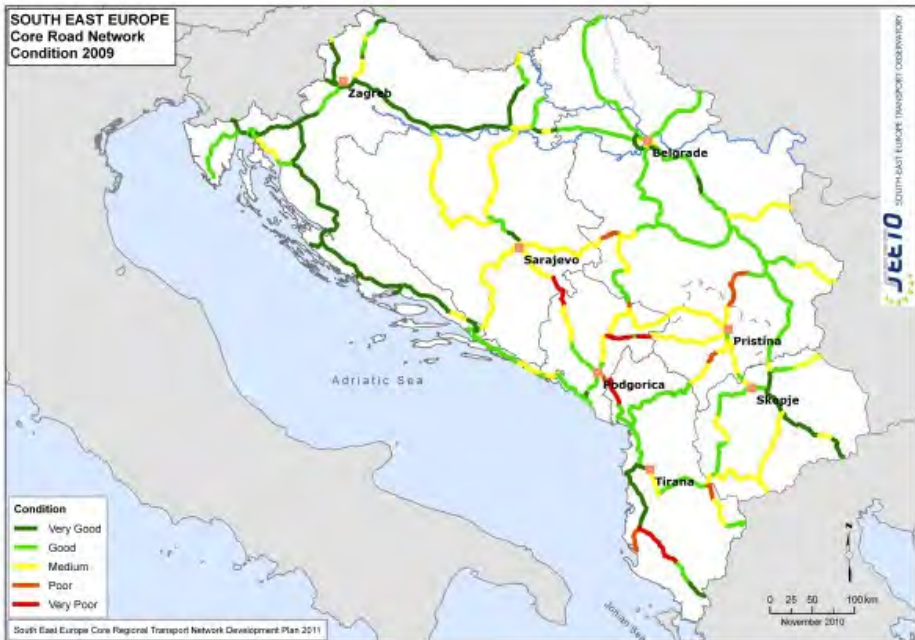 SOUTH EAST EUROPE
Core Road Network
Condition 2009
SOUTH-EAST EUROPE TRANSPORT OBSERVATORY
Zagreb
Belgrade
Sarajevo
Pristina
Adriatic Sea
Podgorica
Skopje
Tirana
Condition
Very Good
Good
Medium
Poor
Very Poor
Ionian Sea
N
0 25 50 100 km
November 2010
South East Europe Core Regional Transport Network Development Plan 2011